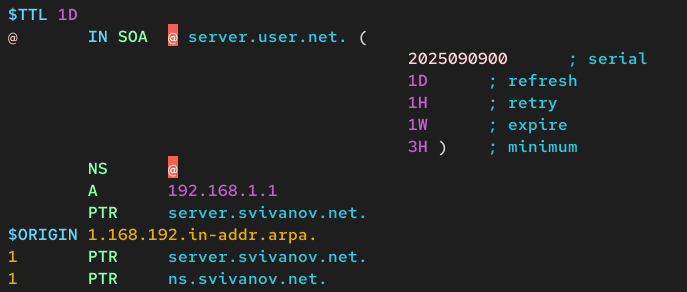 $TTL 1D
@ IN SOA @ server.user.net. (
2025090900 ; serial
1D ; refresh
1H ; retry
1W ; expire
3H ) ; minimum
NS @
A 192.168.1.1
PTR server.svivanov.net.
$ORIGIN 1.168.192.in-addr.arpa.
1 PTR server.svivanov.net.
1 PTR ns.svivanov.net.